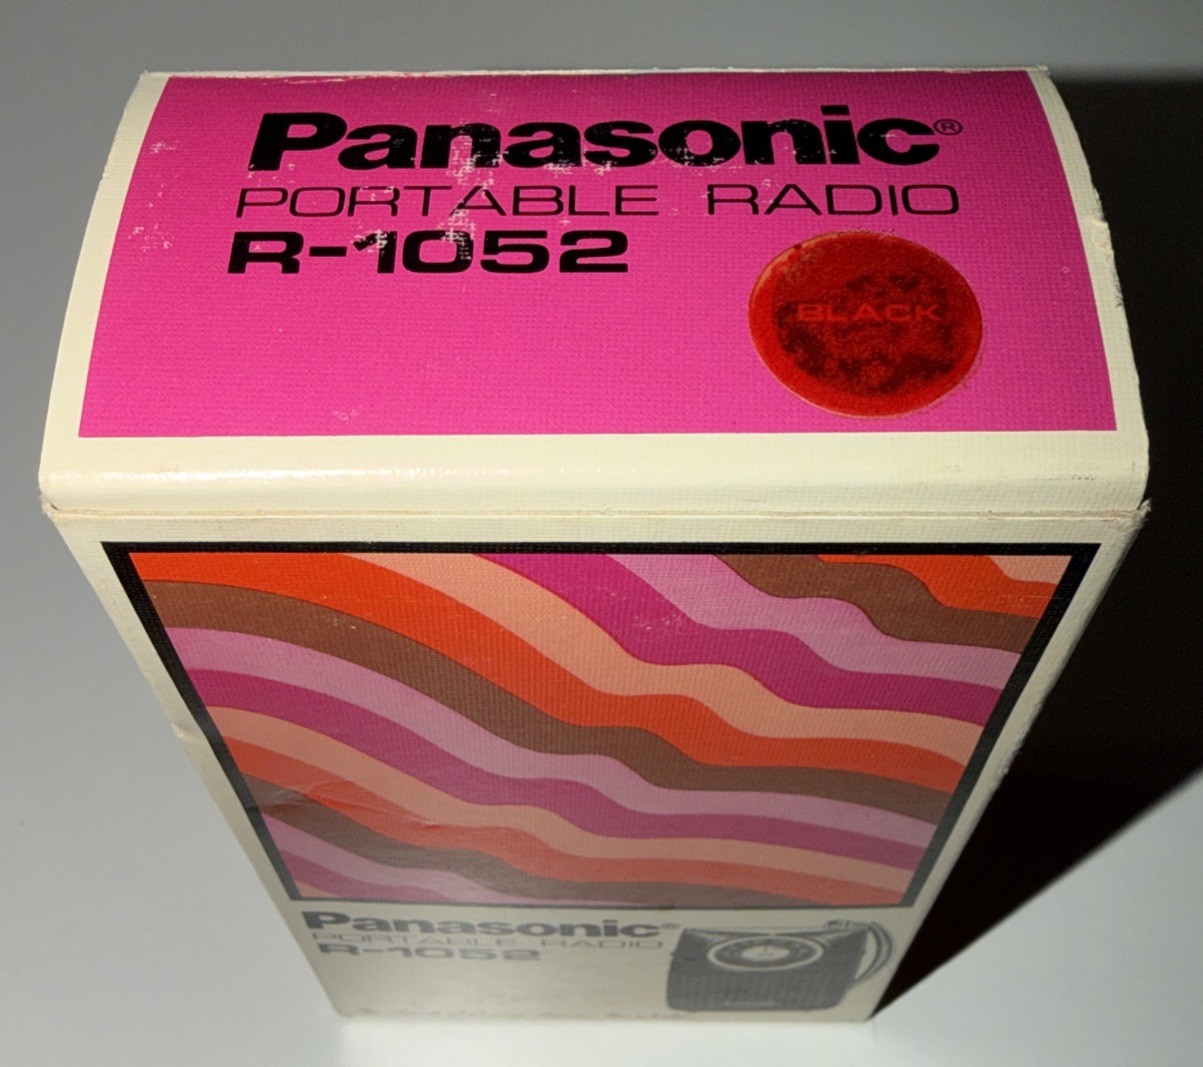 Panasonic®
PORTABLE RADIO
R-1052
BLACK
Panasonic®
PORTABLE RADIO
R-1052